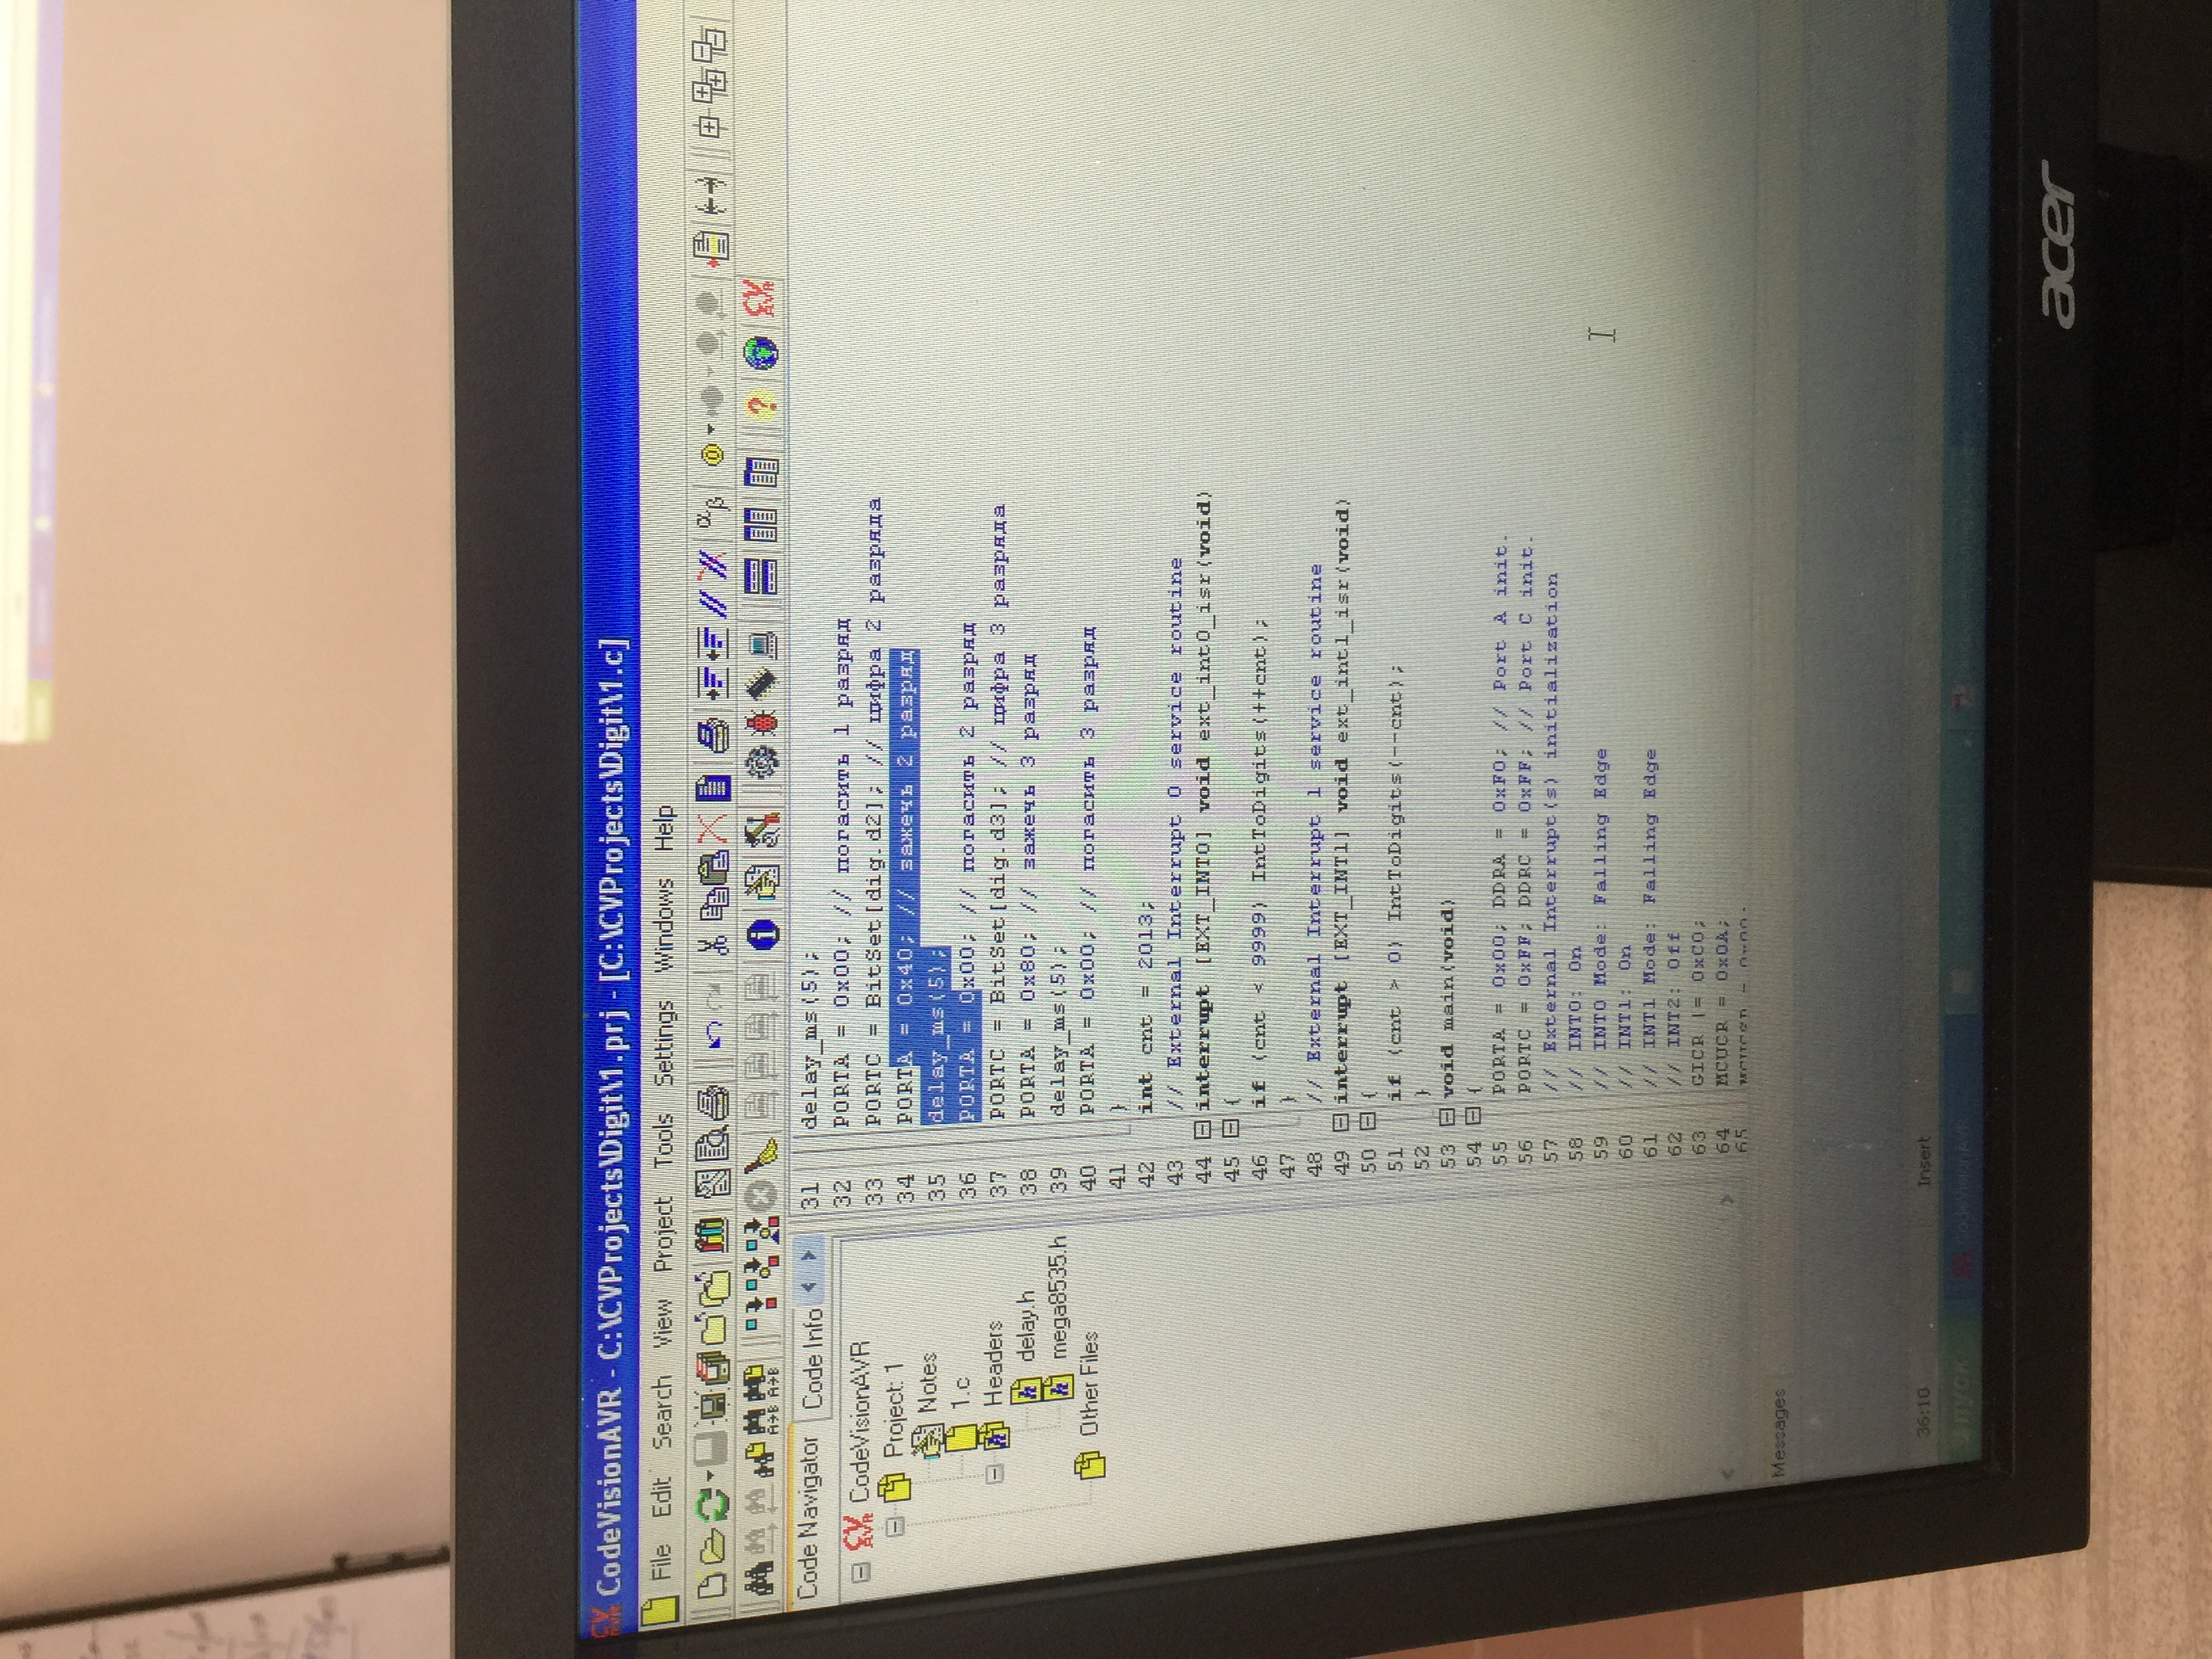 CodeVisionAVR - C:\CVProjects\Digit\1.prj - [C:\CVProjects\Digit\1.c]
File Edit Search View Project Tools Settings Windows Help
Code Navigator Code Info
CodeVisionAVR
Project: 1
Notes
1.c
Headers
delay.h
mega8535.h
Other Files
31 delay_ms(5);
32 PORTA = 0x00; // погасить 1 разряд
33 PORTC = BitSet[dig.d2]; // цифра 2 разряда
34 PORTA = 0x40; // зажечь 2 разряд
35 delay_ms(5);
36 PORTA = 0x00; // погасить 2 разряд
37 PORTC = BitSet[dig.d3]; // цифра 3 разряда
38 PORTA = 0x80; // зажечь 3 разряд
39 delay_ms(5);
40 PORTA = 0x00; // погасить 3 разряд
41 }
42 int cnt = 2013;
43 // External Interrupt 0 service routine
44 interrupt [EXT_INT0] void ext_int0_isr(void)
45 {
46 if (cnt < 9999) IntToDigits(++cnt);
47 }
48 // External Interrupt 1 service routine
49 interrupt [EXT_INT1] void ext_int1_isr(void)
50 {
51 if (cnt > 0) IntToDigits(--cnt);
52 }
53 void main(void)
54 {
55 PORTA = 0x00; DDRA = 0xF0; // Port A init.
56 PORTC = 0xFF; DDRC = 0xFF; // Port C init.
57 // External Interrupt(s) initialization
58 // INT0: On
59 // INT0 Mode: Falling Edge
60 // INT1: On
61 // INT1 Mode: Falling Edge
62 // INT2: Off
63 GICR |= 0xC0;
64 MCUCR = 0x0A;
65 MCUCSR = 0x00;
Messages
36:10 Insert
пуск CodeVisionAVR
acer